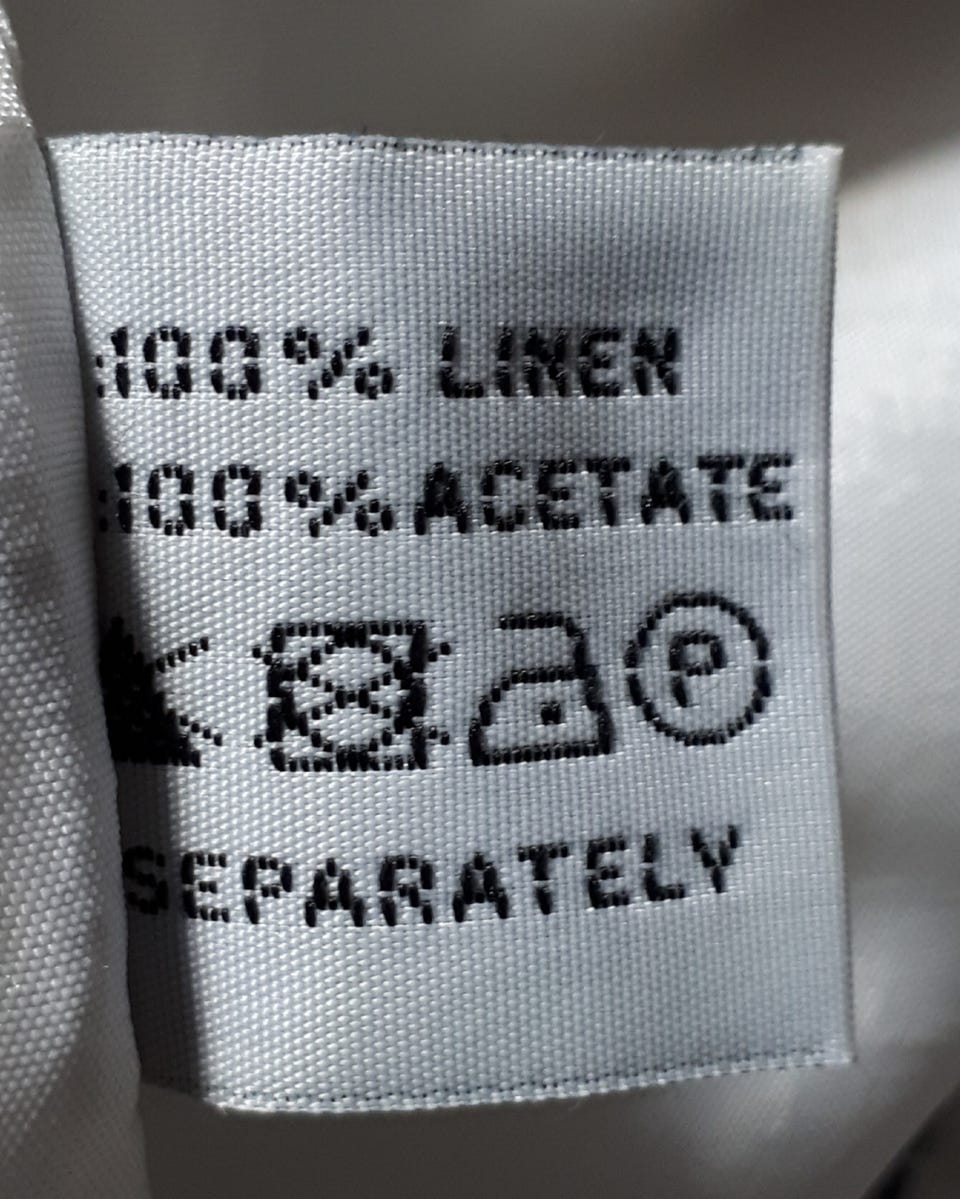 :100% LINEN
:100% ACETATE
P
SEPARATELY